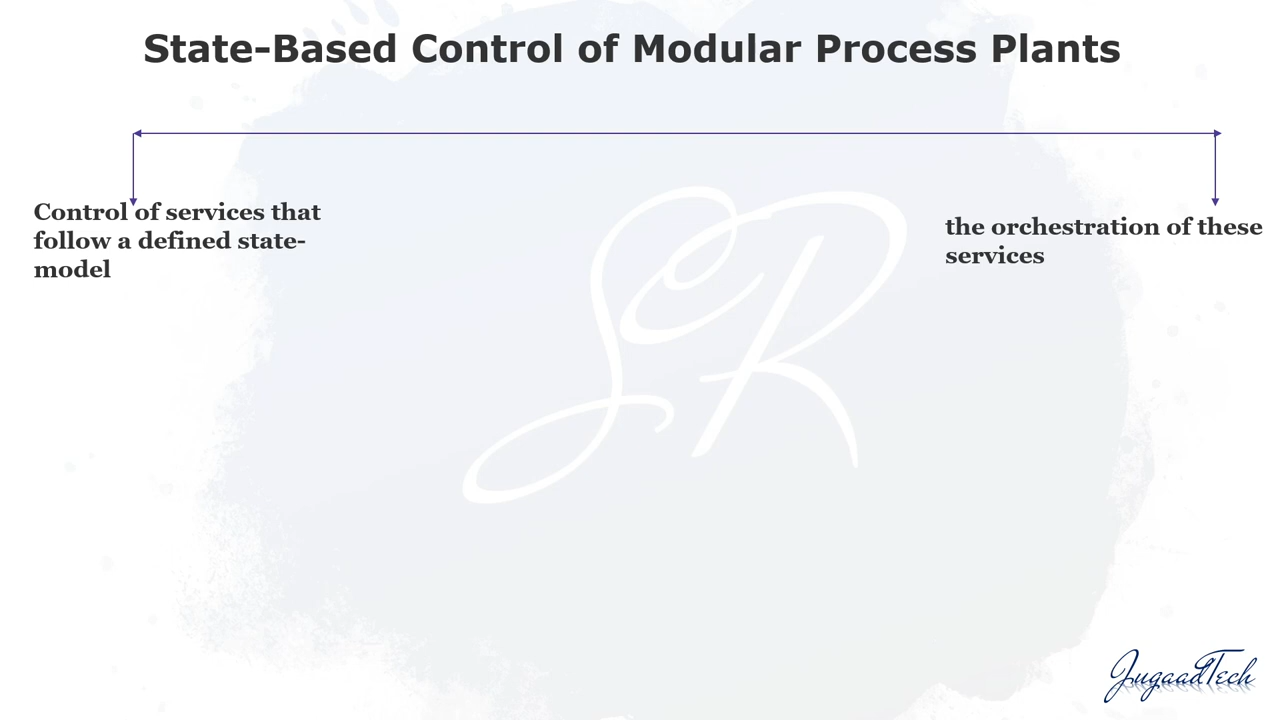 State-Based Control of Modular Process Plants
Control of services that
follow a defined state-
model
the orchestration of these
services
SR
JugaadTech